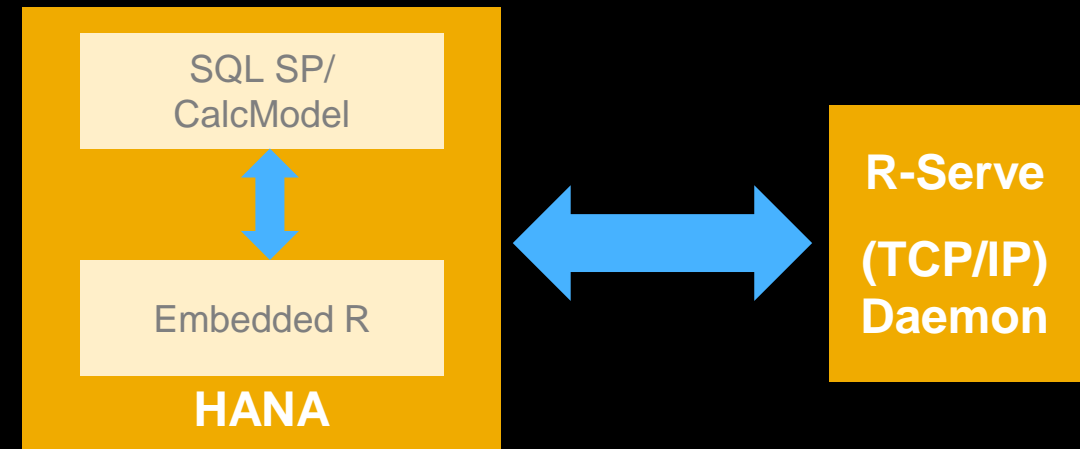 SQL SP/
CalcModel
Embedded R
HANA
R-Serve
(TCP/IP)
Daemon